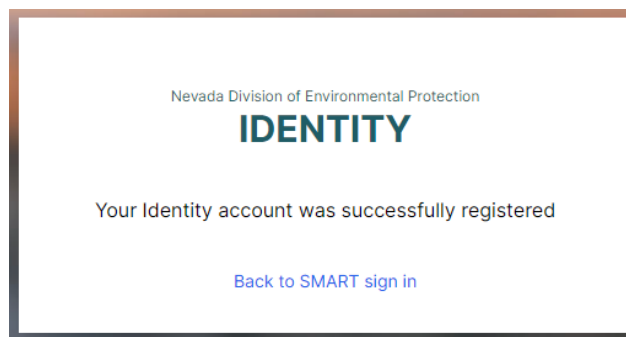 Nevada Division of Environmental Protection
IDENTITY
Your Identity account was successfully registered
Back to SMART sign in